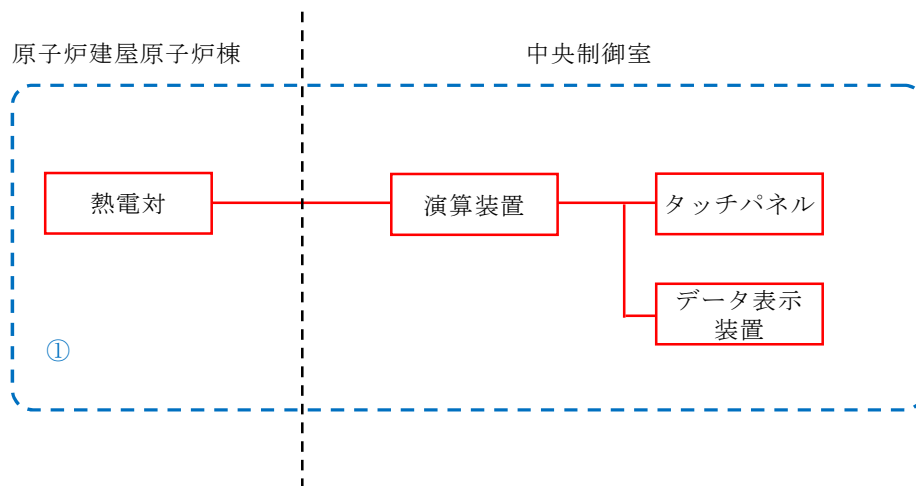 原子炉建屋原子炉棟
中央制御室
熱電対
演算装置
タッチパネル
データ表示
装置
①